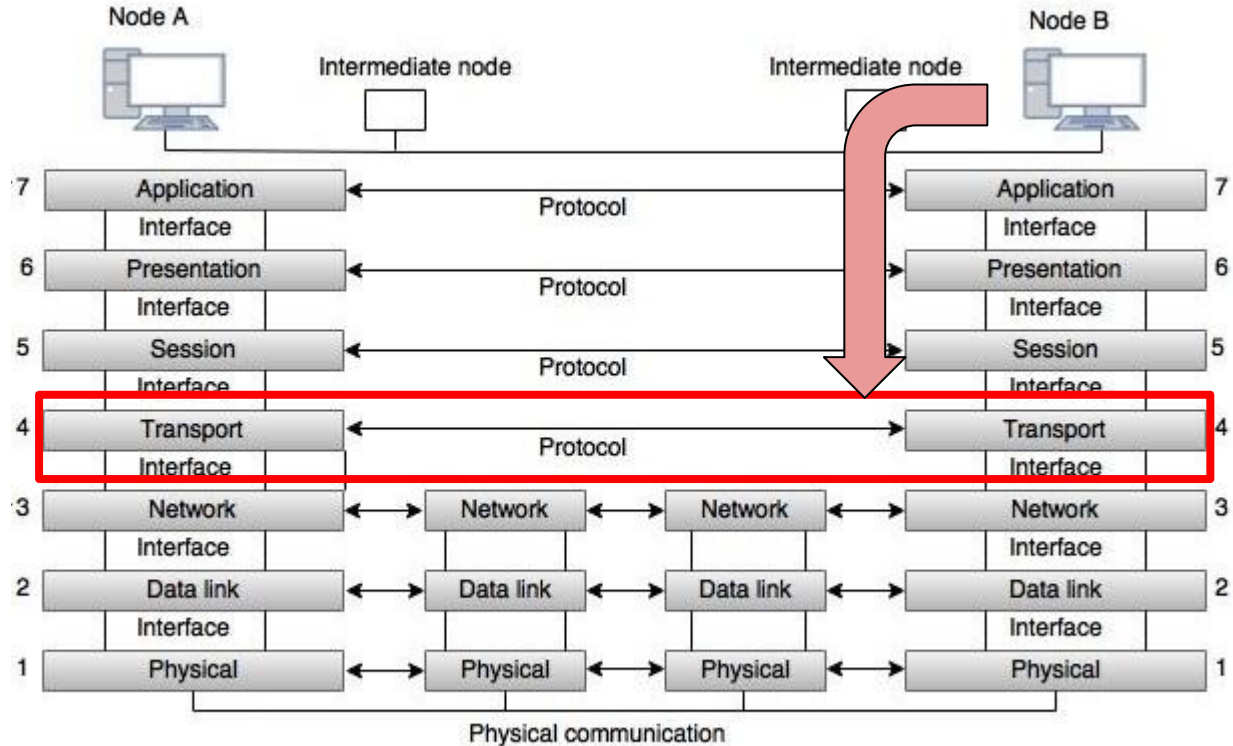 Node A
Node B
Intermediate node
Intermediate node
7 Application Application 7
Protocol
Interface Interface
6 Presentation Presentation 6
Protocol
Interface Interface
5 Session Session 5
Protocol
Interface Interface
4 Transport Transport 4
Protocol
Interface Interface
3 Network Network Network Network 3
Interface Interface
2 Data link Data link Data link Data link 2
Interface Interface
1 Physical Physical Physical Physical 1
Physical communication